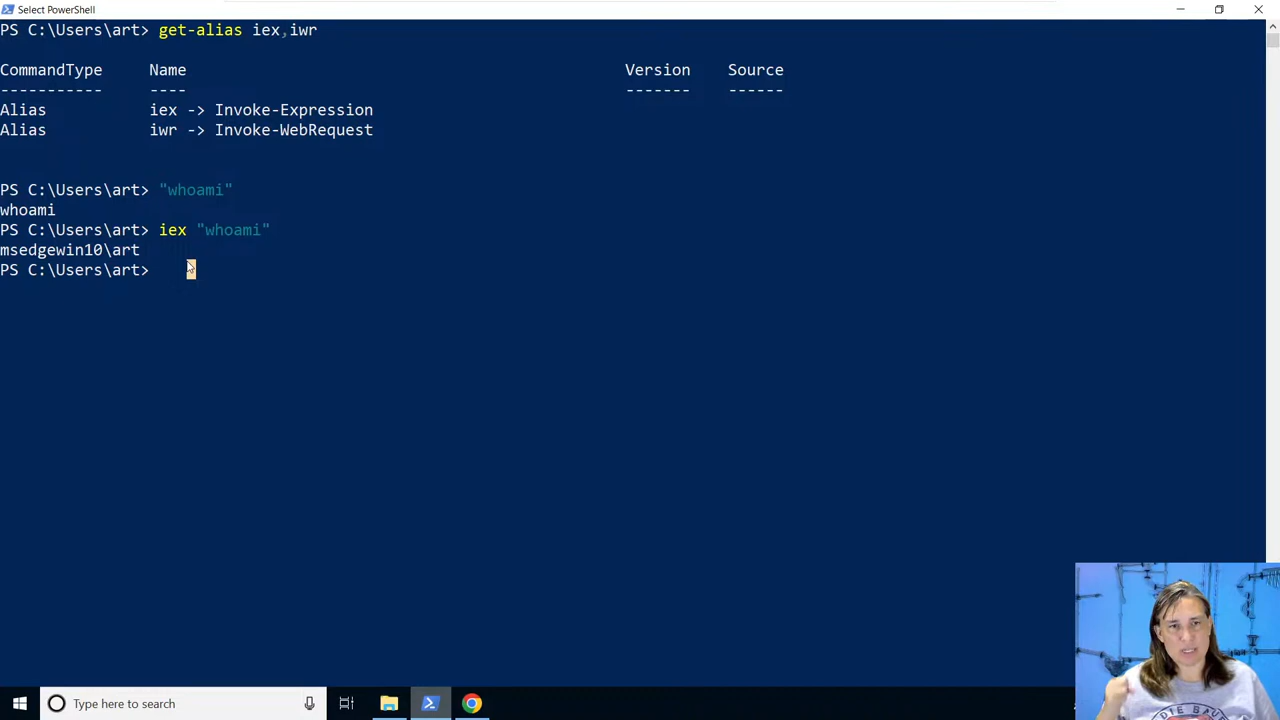 Select PowerShell
PS C:\Users\art> get-alias iex,iwr
CommandType Name Version Source
----------- ---- ------- ------
Alias iex -> Invoke-Expression
Alias iwr -> Invoke-WebRequest
PS C:\Users\art> "whoami"
whoami
PS C:\Users\art> iex "whoami"
msedgewin10\art
PS C:\Users\art>
Type here to search